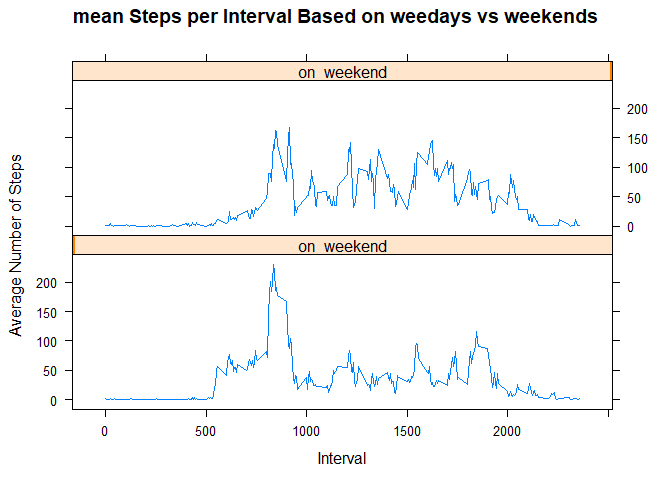 mean Steps per Interval Based on weedays vs weekends
on_weekend
200
150
100
50
0
on_weekend
200
150
100
50
0
Average Number of Steps
0 500 1000 1500 2000
Interval